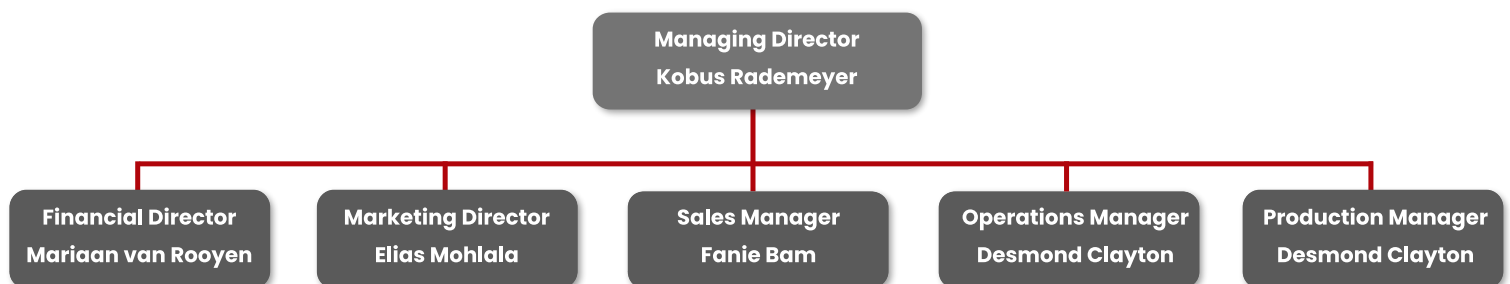 Managing Director
Kobus Rademeyer
Financial Director
Mariaan van Rooyen
Marketing Director
Elias Mohlala
Sales Manager
Fanie Bam
Operations Manager
Desmond Clayton
Production Manager
Desmond Clayton